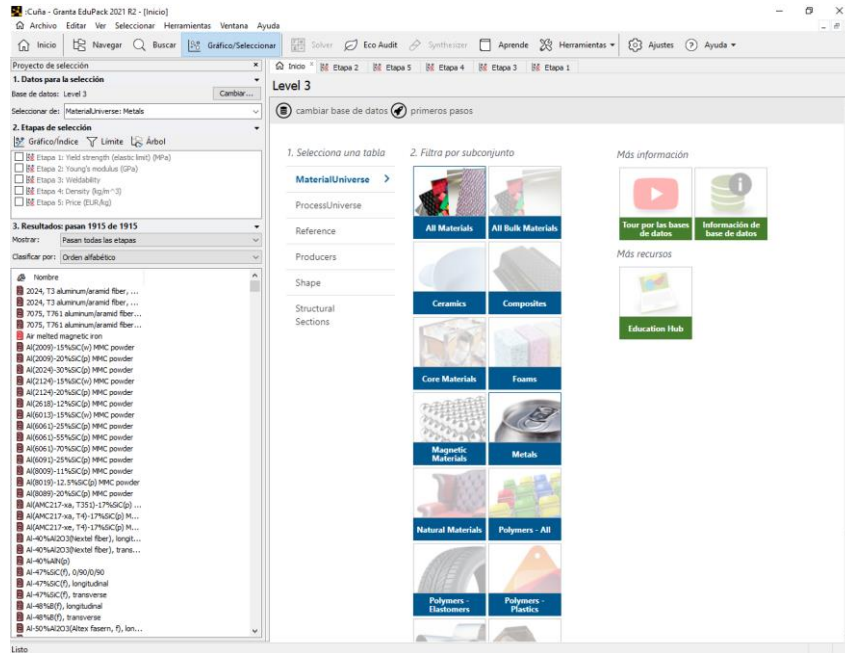 :Cuña - Granta EduPack 2021 R2 - [Inicio]
Archivo Editar Ver Seleccionar Herramientas Ventana Ayuda
Inicio Navegar Buscar Gráfico/Seleccionar Solver Eco Audit Synthesizer Aprende Herramientas Ajustes ? Ayuda
Proyecto de selección
Inicio Etapa 2 Etapa 5 Etapa 4 Etapa 3 Etapa 1
1. Datos para la selección
Base de datos: Level 3 Cambiar...
Seleccionar de: MaterialUniverse: Metals
2. Etapas de selección
Gráfico/Índice Límite Árbol
Etapa 1: Yield strength (elastic limit) (MPa)
Etapa 2: Young's modulus (GPa)
Etapa 3: Weldability
Etapa 4: Density (kg/m^3)
Etapa 5: Price (EUR/kg)
3. Resultados: pasan 1915 de 1915
Mostrar: Pasan todas las etapas
Clasificar por: Orden alfabético
Nombre
2024, T3 aluminum/aramid fiber, ...
2024, T3 aluminum/aramid fiber, ...
7075, T761 aluminum/aramid fiber...
7075, T761 aluminum/aramid fiber...
Air melted magnetic iron
Al(2009)-15%SiC(w) MMC powder
Al(2009)-20%SiC(p) MMC powder
Al(2024)-30%SiC(p) MMC powder
Al(2124)-15%SiC(w) MMC powder
Al(2124)-20%SiC(p) MMC powder
Al(2618)-12%SiC(p) MMC powder
Al(6013)-15%SiC(w) MMC powder
Al(6061)-55%SiC(p) MMC powder
Al(6061)-70%SiC(p) MMC powder
Al(6091)-25%SiC(p) MMC powder
Al(8009)-11%SiC(p) MMC powder
Al(8019)-12.5%SiC(p) MMC powder
Al(8089)-20%SiC(p) MMC powder
Al(AMC217-xa, T351)-17%SiC(p) ...
Al(AMC217-xa, T4)-17%SiC(p) M...
Al(AMC217-xe, T4)-17%SiC(p) M...
Al-40%Al2O3(Nextel fiber), longit...
Al-40%Al2O3(Nextel fiber), trans...
Al-40%AlN(p)
Al-47%SiC(f), 0/90/0/90
Al-47%SiC(f), longitudinal
Al-47%SiC(f), transverse
Al-48%B(f), longitudinal
Al-48%B(f), transverse
Al-50%Al2O3(Altex fasern, f), lon...
Listo
Level 3
cambiar base de datos primeros pasos
1. Selecciona una tabla
MaterialUniverse >
ProcessUniverse
Reference
Producers
Shape
Structural
Sections
2. Filtra por subconjunto
All Materials All Bulk Materials
Ceramics Composites
Core Materials Foams
Magnetic
Materials
Metals
Natural Materials Polymers - All
Polymers -
Elastomers
Polymers -
Plastics
Más información
Tour por las bases
de datos
Información de
base de datos
Más recursos
Education Hub